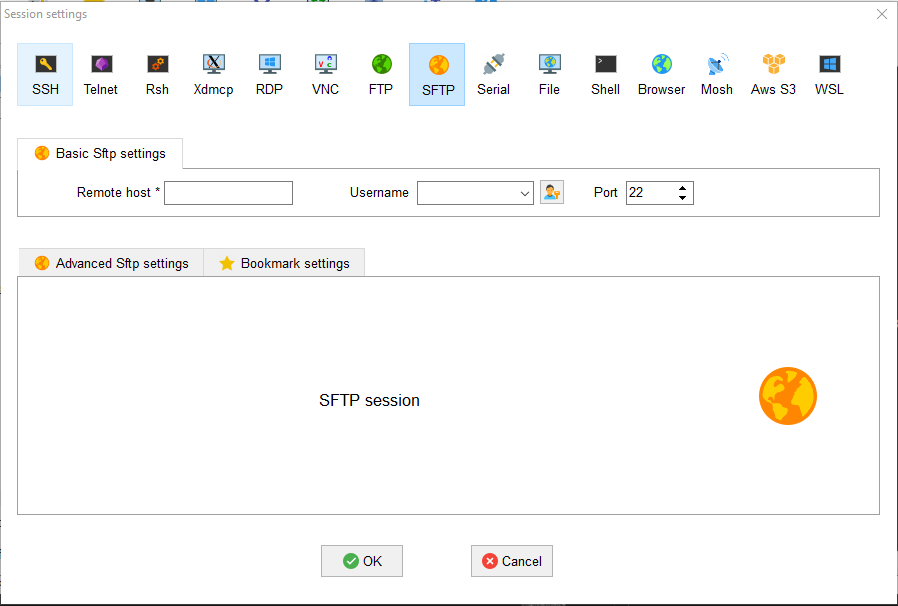 Session settings
SSH Telnet Rsh Xdmcp RDP VNC FTP SFTP Serial File Shell Browser Mosh Aws S3 WSL
Basic Sftp settings
Remote host * Username Port 22
Advanced Sftp settings Bookmark settings
SFTP session
OK Cancel